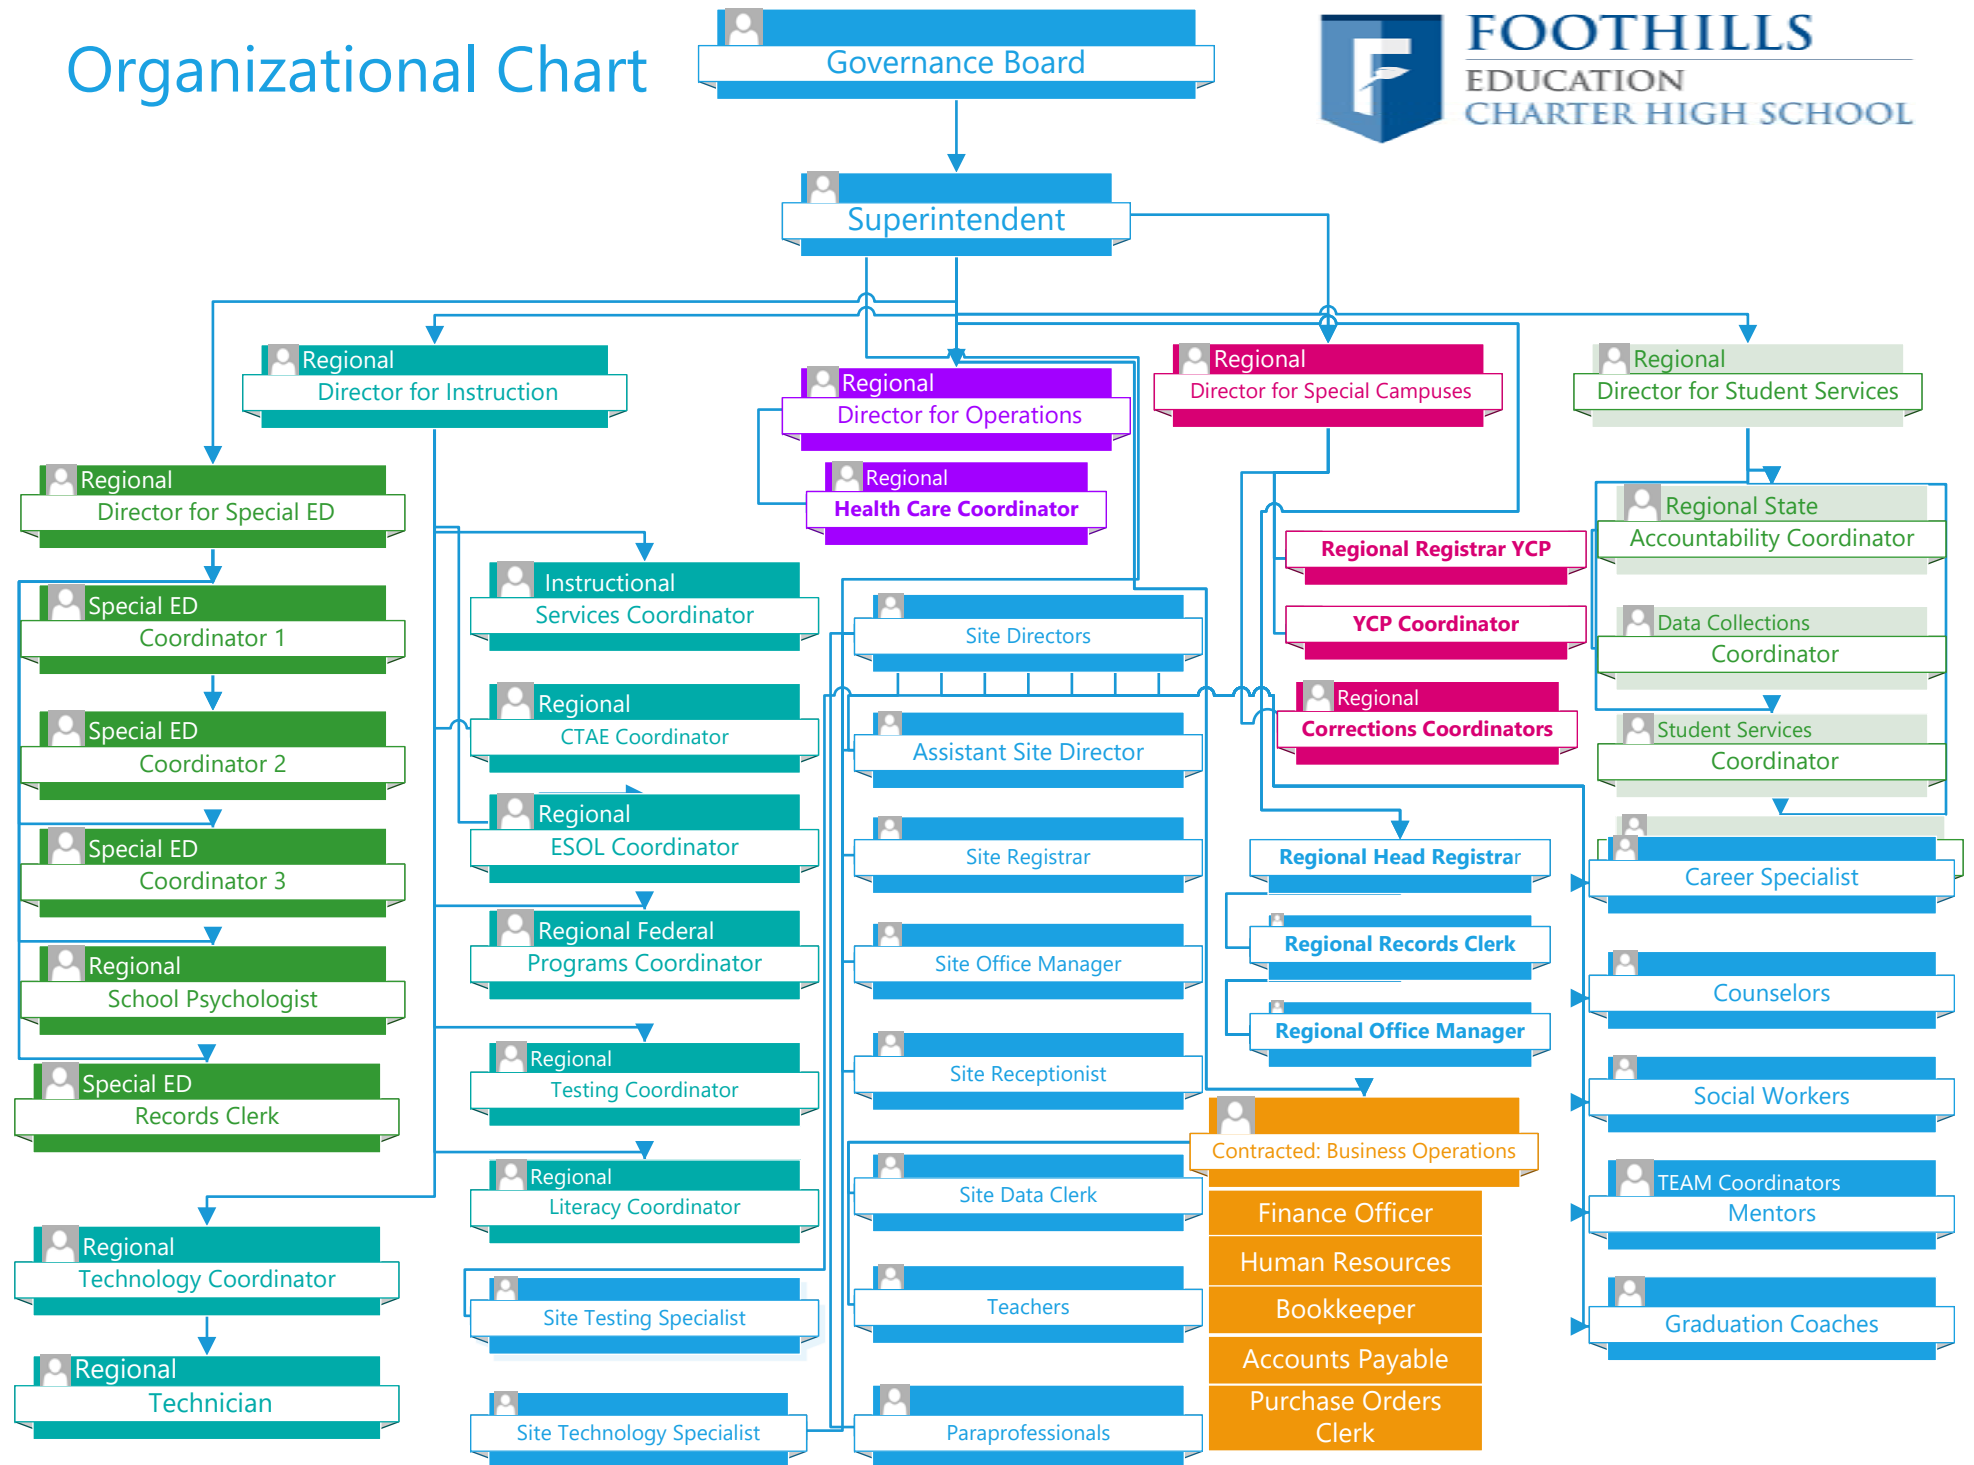 Organizational Chart
Governance Board
FOOTHILLS
EDUCATION
CHARTER HIGH SCHOOL
Superintendent
Regional
Director for Instruction
Regional
Director for Operations
Regional
Health Care Coordinator
Regional
Director for Special Campuses
Regional
Director for Student Services
Regional
Director for Special ED
Special ED
Coordinator 1
Special ED
Coordinator 2
Special ED
Coordinator 3
Regional
School Psychologist
Special ED
Records Clerk
Regional
Technology Coordinator
Regional
Technician
Instructional
Services Coordinator
Regional
CTAE Coordinator
Regional
ESOL Coordinator
Regional Federal
Programs Coordinator
Regional
Testing Coordinator
Regional
Literacy Coordinator
Site Testing Specialist
Site Technology Specialist
Site Directors
Assistant Site Director
Site Registrar
Site Office Manager
Site Receptionist
Site Data Clerk
Teachers
Paraprofessionals
Regional Registrar YCP
YCP Coordinator
Regional
Corrections Coordinators
Regional Head Registrar
Regional Records Clerk
Regional Office Manager
Contracted: Business Operations
Finance Officer
Human Resources
Bookkeeper
Accounts Payable
Purchase Orders
Clerk
Regional State
Accountability Coordinator
Data Collections
Coordinator
Student Services
Coordinator
Career Specialist
Counselors
Social Workers
TEAM Coordinators
Mentors
Graduation Coaches